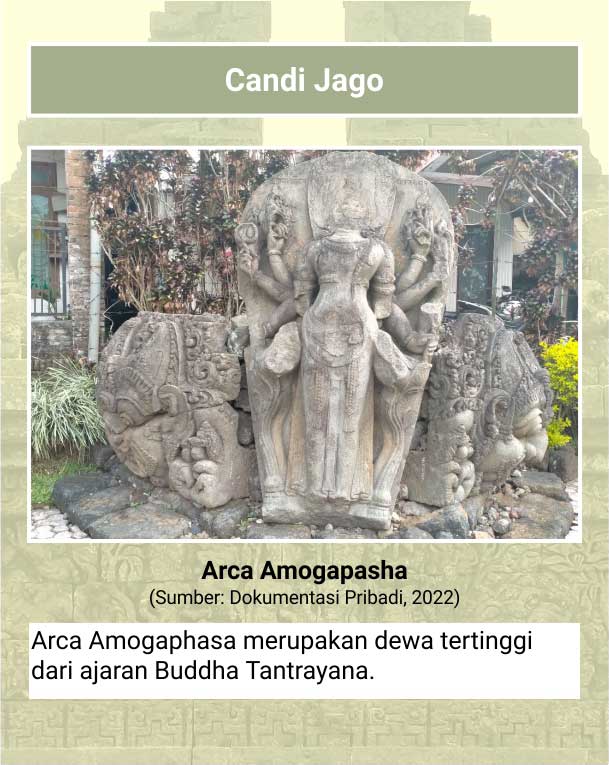 Candi Jago
Arca Amogapasha
(Sumber: Dokumentasi Pribadi, 2022)
Arca Amogaphasa merupakan dewa tertinggi
dari ajaran Buddha Tantrayana.